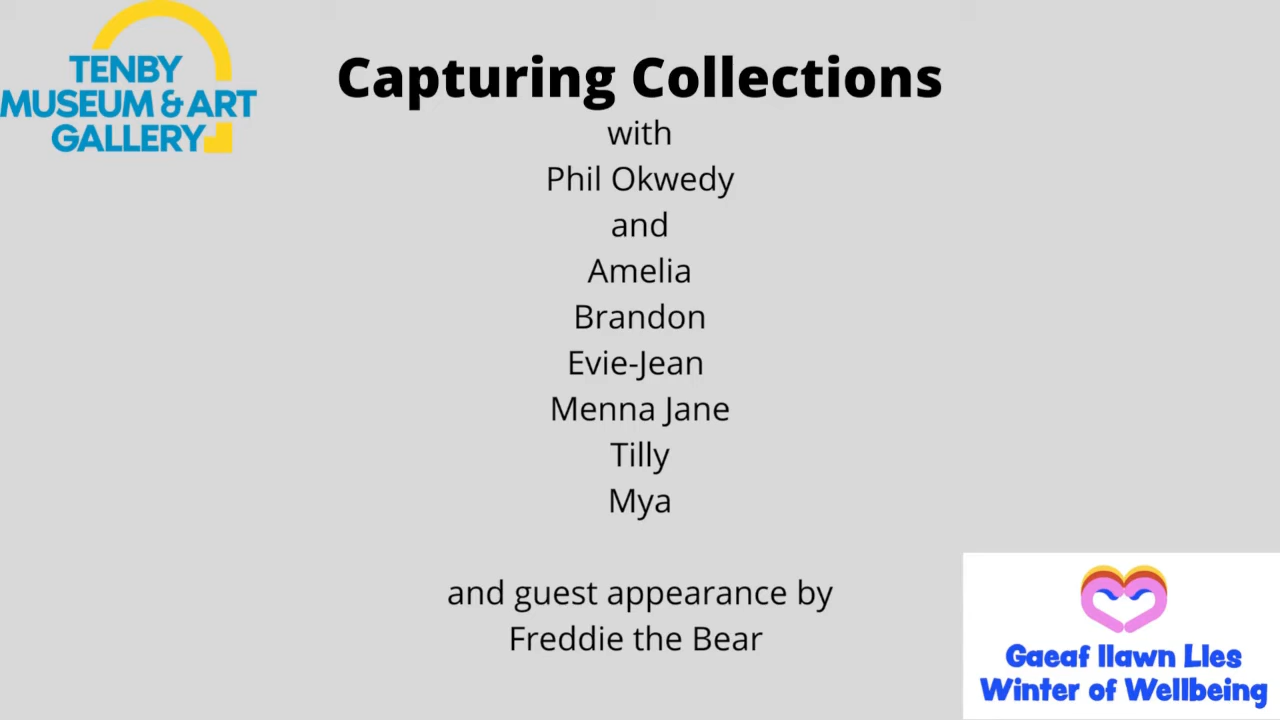 TENBY
MUSEUM & ART
GALLERY
Capturing Collections
with
Phil Okwedy
and
Amelia
Brandon
Evie-Jean
Menna Jane
Tilly
Mya
and guest appearance by
Freddie the Bear
Gaeaf llawn Lles
Winter of Wellbeing